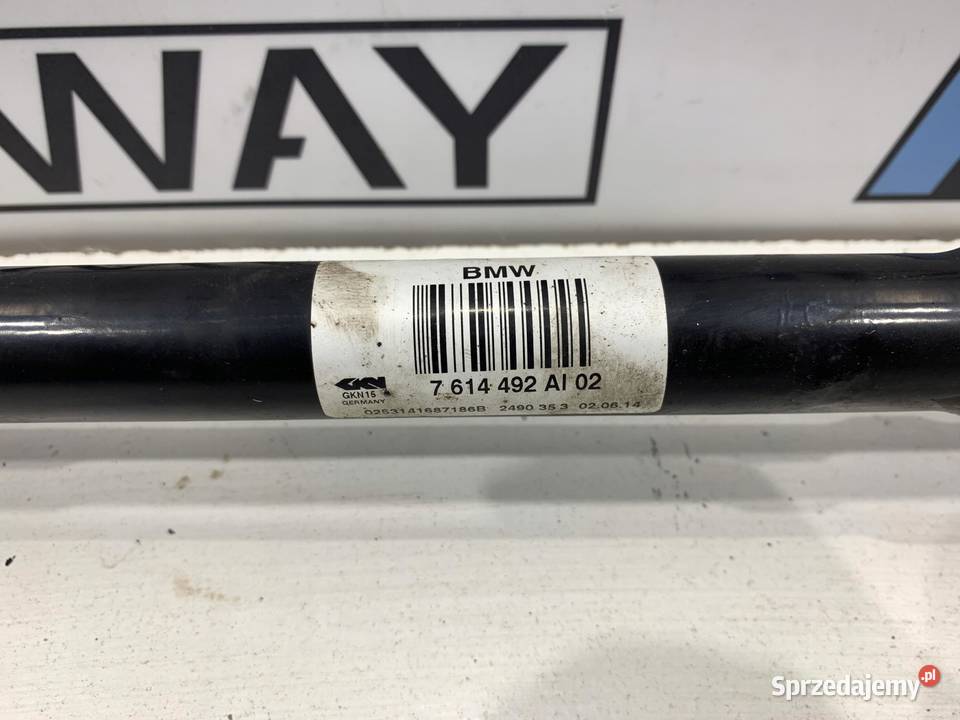 WAY
BMW
7 614 492 AI 02
GKN
GKN15
GERMANY
0253141687186B 2490 35 3 02.06.14
Sprzedajemy.pl